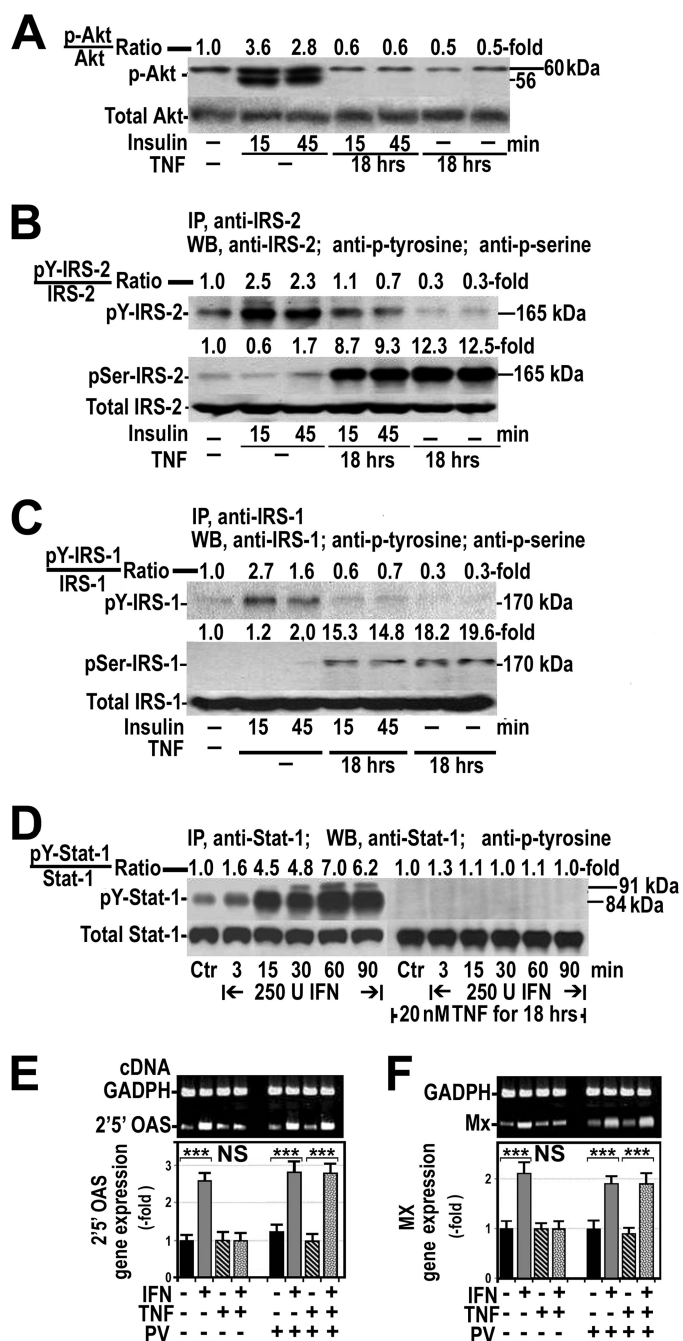 A
p-Akt
Akt Ratio 1.0 3.6 2.8 0.6 0.6 0.5 0.5-fold
p-Akt - 60 kDa
-56
Total Akt-
Insulin – 15 45 15 45 – – min
TNF – – 18 hrs 18 hrs
B
IP, anti-IRS-2
WB, anti-IRS-2; anti-p-tyrosine; anti-p-serine
pY-IRS-2
IRS-2 Ratio 1.0 2.5 2.3 1.1 0.7 0.3 0.3-fold
pY-IRS-2- -165 kDa
1.0 0.6 1.7 8.7 9.3 12.3 12.5-fold
pSer-IRS-2- -165 kDa
Total IRS-2-
Insulin – 15 45 15 45 – – min
TNF – – 18 hrs 18 hrs
C
IP, anti-IRS-1
WB, anti-IRS-1; anti-p-tyrosine; anti-p-serine
pY-IRS-1
IRS-1 Ratio 1.0 2.7 1.6 0.6 0.7 0.3 0.3-fold
pY-IRS-1- -170 kDa
1.0 1.2 2,0 15.3 14.8 18.2 19.6-fold
pSer-IRS-1- -170 kDa
Total IRS-1-
Insulin – 15 45 15 45 – – min
TNF – – 18 hrs 18 hrs
D
IP, anti-Stat-1; WB, anti-Stat-1; anti-p-tyrosine
pY-Stat-1
Stat-1 Ratio 1.0 1.6 4.5 4.8 7.0 6.2 1.0 1.3 1.1 1.0 1.1 1.0-fold
91 kDa
pY-Stat-1- 84 kDa
Total Stat-1-
Ctr 3 15 30 60 90 Ctr 3 15 30 60 90 min
|← 250 U IFN →| |← 250 U IFN →|
20 nM TNF for 18 hrs
E
cDNA
GADPH
2'5' OAS
*** NS *** ***
2'5' OAS
gene expression
(-fold )
3
2
1
0
IFN - + - + - + - +
TNF - - + + - - + +
PV - - - - + + + +
F
GADPH
Mx
*** NS *** ***
MX
gene expression
(-fold )
2
1
0
IFN - + - + - + - +
TNF - - + + - - + +
PV - - - - + + + +